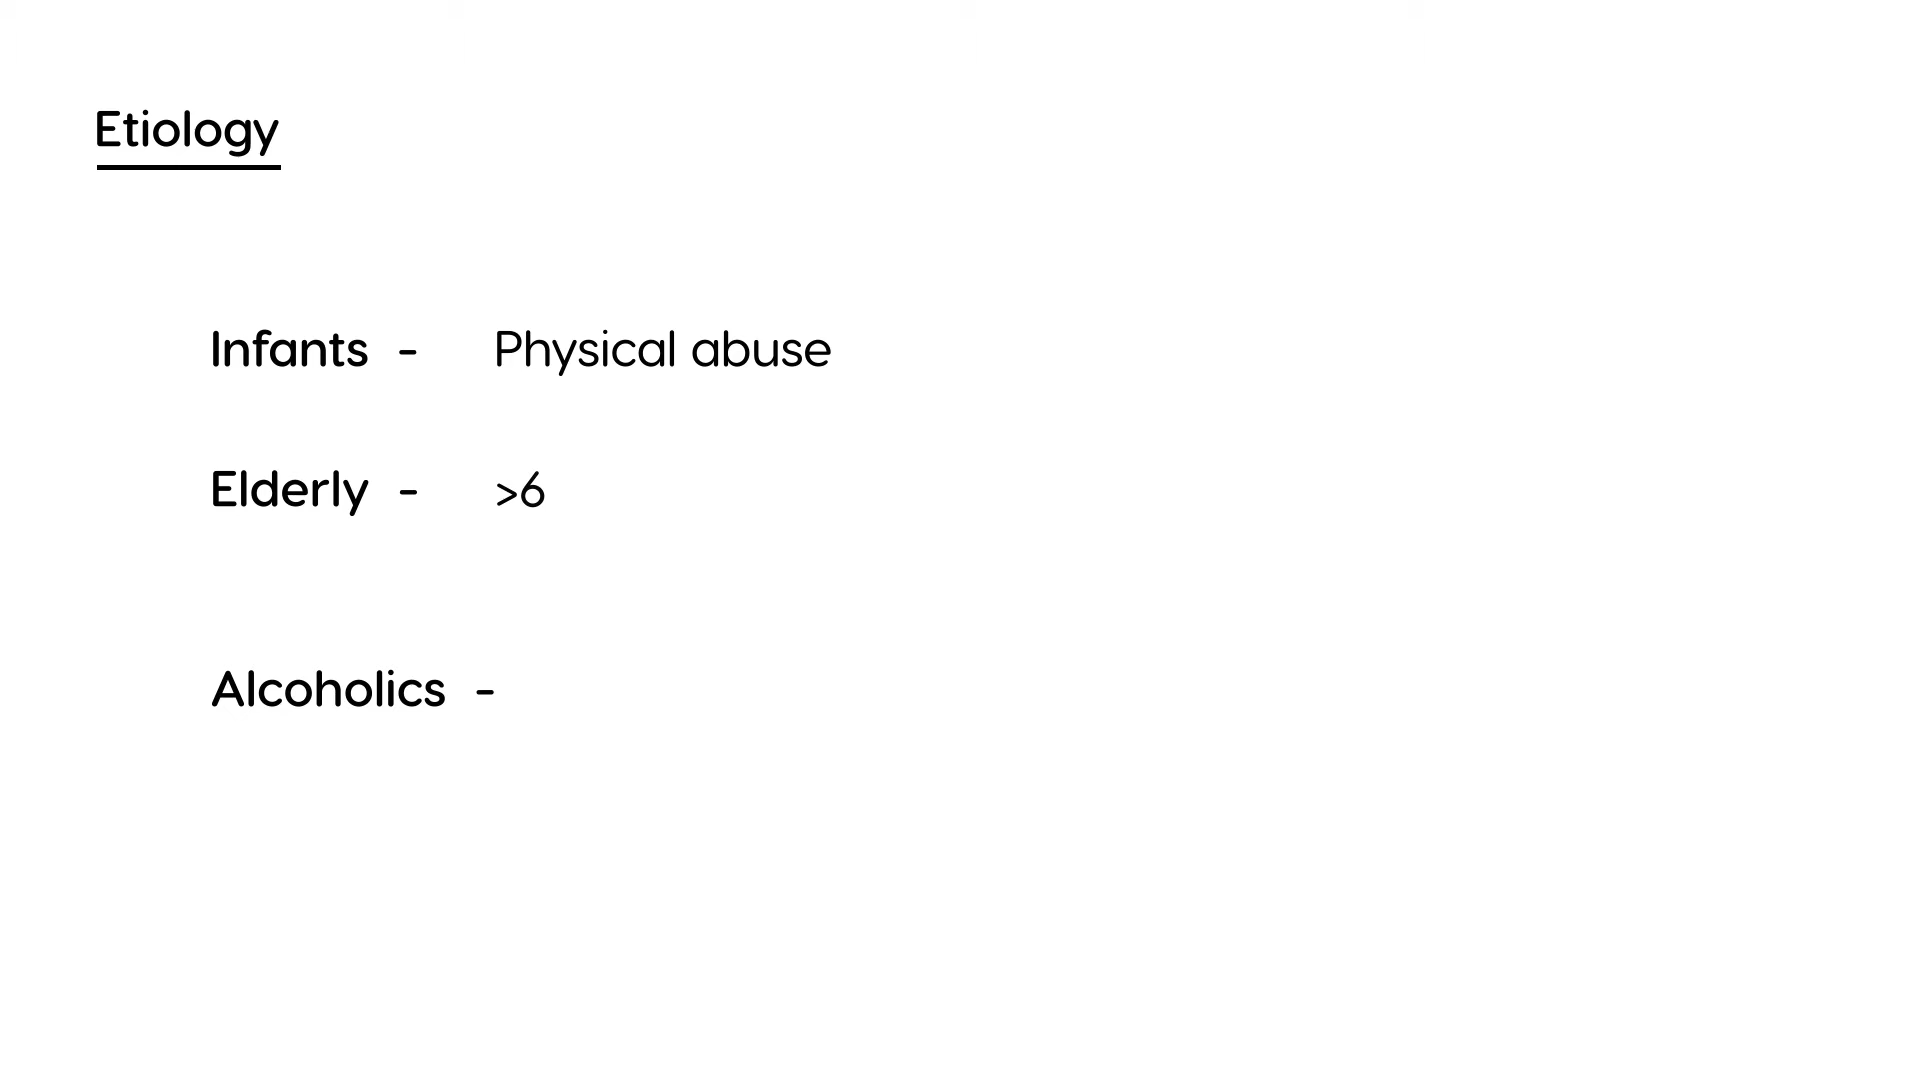 Etiology
Infants - Physical abuse
Elderly - >6
Alcoholics -